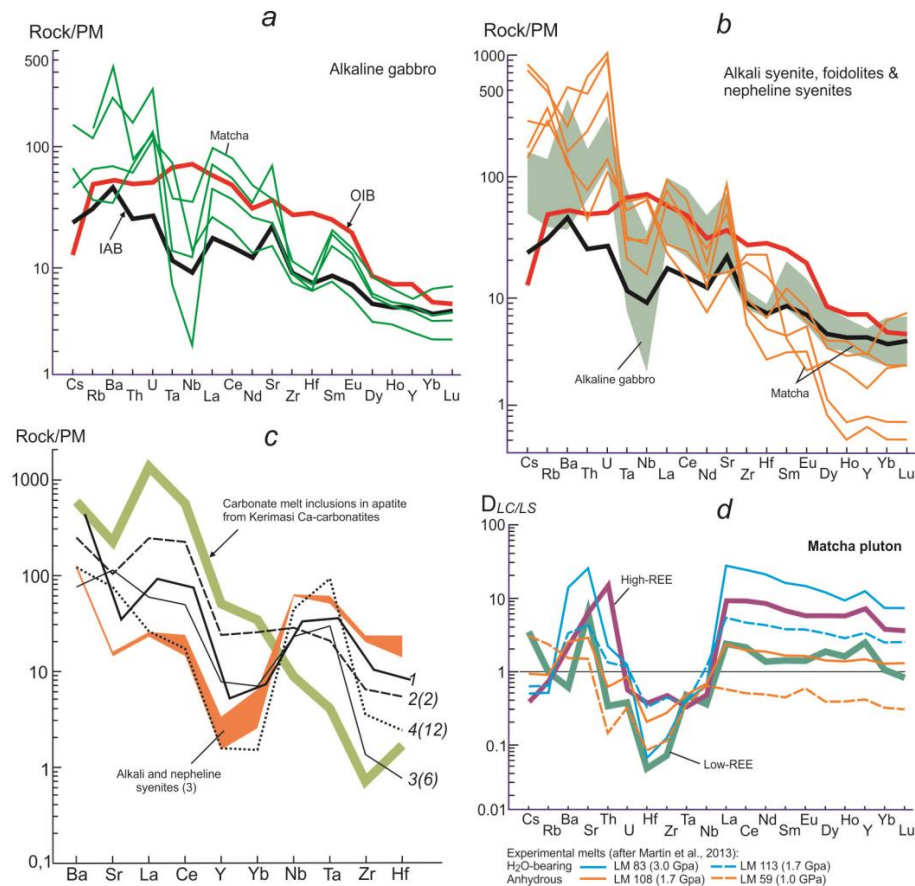 a
Rock/PM
Alkaline gabbro
500
100
10
1
Matcha
OIB
IAB
Cs Rb Ba Th U Ta Nb La Ce Nd Sr Zr Hf Sm Eu Dy Ho Y Yb Lu
b
Rock/PM
Alkali syenite, foidolites &
nepheline syenites
1000
500
100
10
1
Alkaline gabbro
Matcha
Cs Rb Ba Th U Ta Nb La Ce Nd Sr Zr Hf Sm Eu Dy Ho Y Yb Lu
c
Rock/PM
1000
100
10
1
0,1
Carbonate melt inclusions in apatite
from Kerimasi Ca-carbonatites
1
2(2)
4(12)
3(6)
Alkali and nepheline
syenites (3)
Ba Sr La Ce Y Yb Nb Ta Zr Hf
d
DLC/LS
Matcha pluton
100
10
1
0.1
0.01
High-REE
Low-REE
Cs Rb Ba Sr Th U Hf Zr Ta Nb La Ce Nd Sm Eu Dy Ho Y Yb Lu
Experimental melts (after Martin et al., 2013):
H2O-bearing LM 83 (3.0 Gpa) LM 113 (1.7 Gpa)
Anhydrous LM 108 (1.7 Gpa) LM 59 (1.0 GPa)